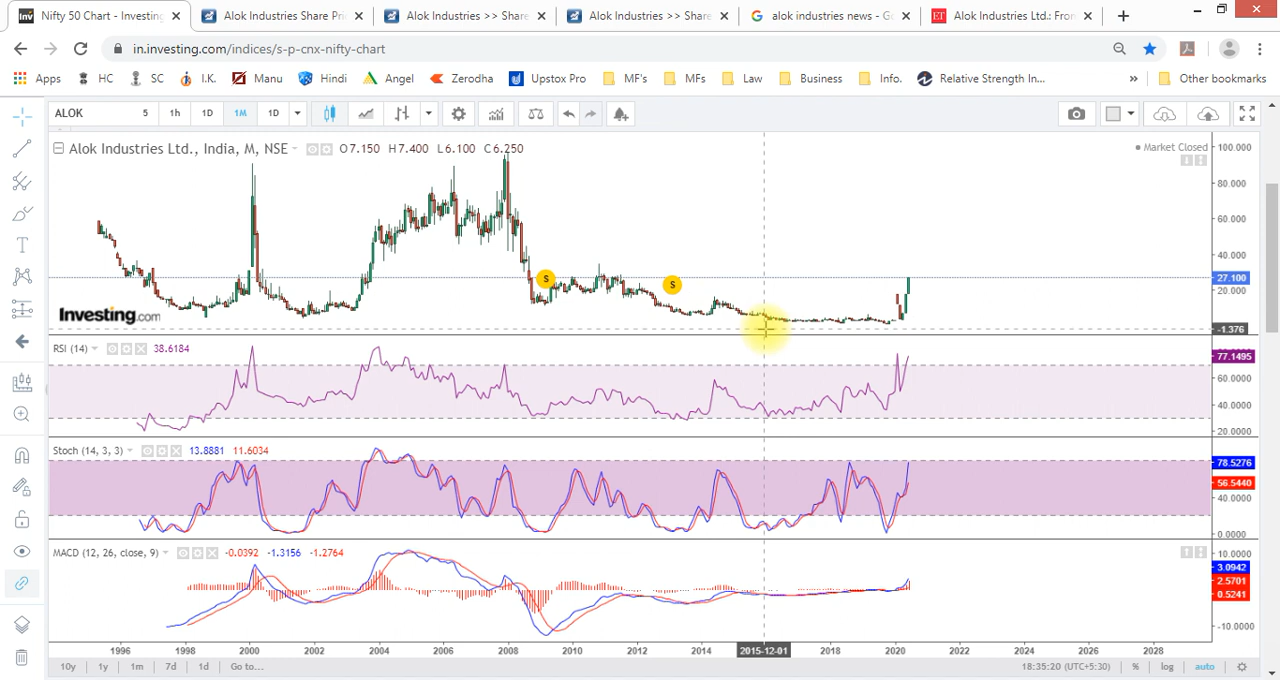 Nifty 50 Chart - Investing
Alok Industries Share Pri
Alok Industries >> Share
Alok Industries >> Share
alok industries news - Go
Alok Industries Ltd.: From
in.investing.com/indices/s-p-cnx-nifty-chart
Apps HC SC I.K. Manu Hindi Angel Zerodha Upstox Pro MF's MFs Law Business Info. Relative Strength In... » Other bookmarks
ALOK 5 1h 1D 1M 1D
Alok Industries Ltd., India, M, NSE O7.150 H7.400 L6.100 C6.250
Market Closed
100.000
80.000
60.000
40.000
27.100
20.000
-1.376
S
S
Investing.com
RSI (14) 38.6184
77.1495
60.0000
40.0000
20.0000
Stoch (14, 3, 3) 13.8881 11.6034
78.5276
56.5440
40.0000
0.0000
MACD (12, 26, close, 9) -0.0392 -1.3156 -1.2764
10.0000
3.0942
2.5701
0.5241
-10.0000
1996 1998 2000 2002 2004 2006 2008 2010 2012 2014 2015-12-01 2018 2020 2022 2024 2026 2028
10y 1y 1m 7d 1d Go to... 18:35:20 (UTC+5:30) % log auto